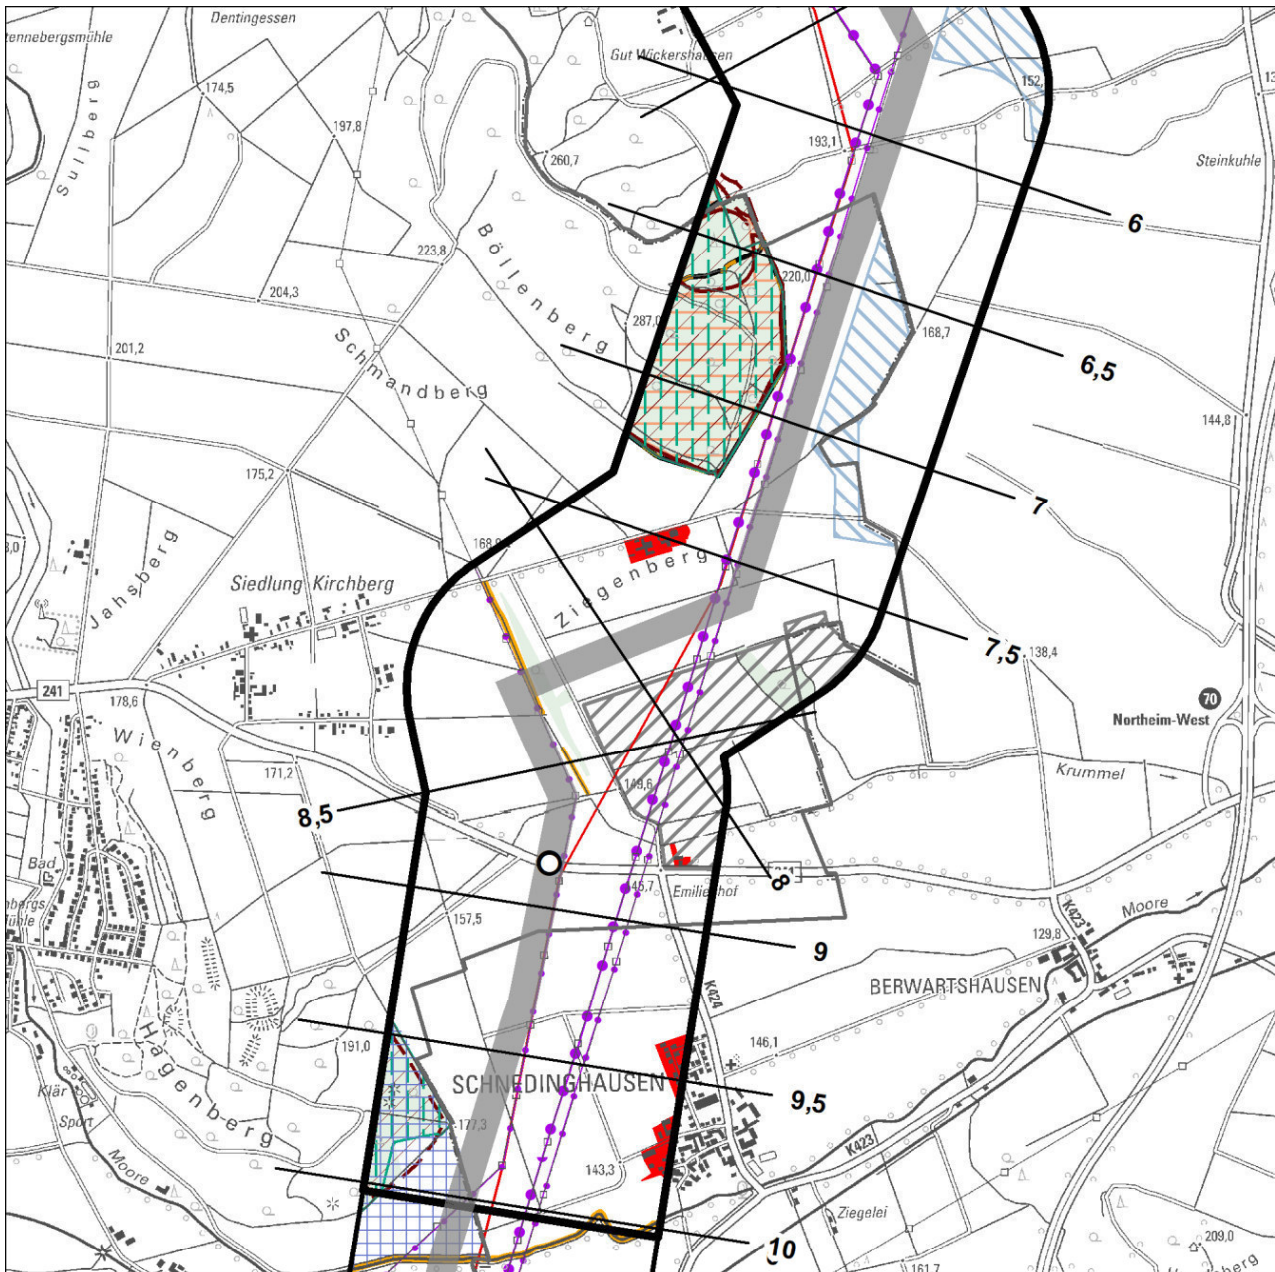 Dentingessen
zennebergsmühle
Gut Wickershausen
Sullberg
174,5
197,8
152,
193,1
260,7
Steinkuhle
6
Böllenberg
223,8
220,0
204,3
287,0
168,7
Schmandberg
201,2
6,5
144,8
175,2
7
168,9
Jahsberg
Siedlung Kirchberg
Ziegenberg
7,5
138,4
241
178,6
70
Northeim-West
Wienberg
171,2
Krummel
149,6
8,5
Bad
8
145,7
Emilienhof
Mühle
157,5
K423
Moore
129,8
9
BERWARTSHAUSEN
K424
Hagenberg
191,0
146,1
Klär
SCHNEDINGHAUSEN
9,5
Sport
177,3
K423
Moore
143,3
Ziegelei
10
209,0
161,7